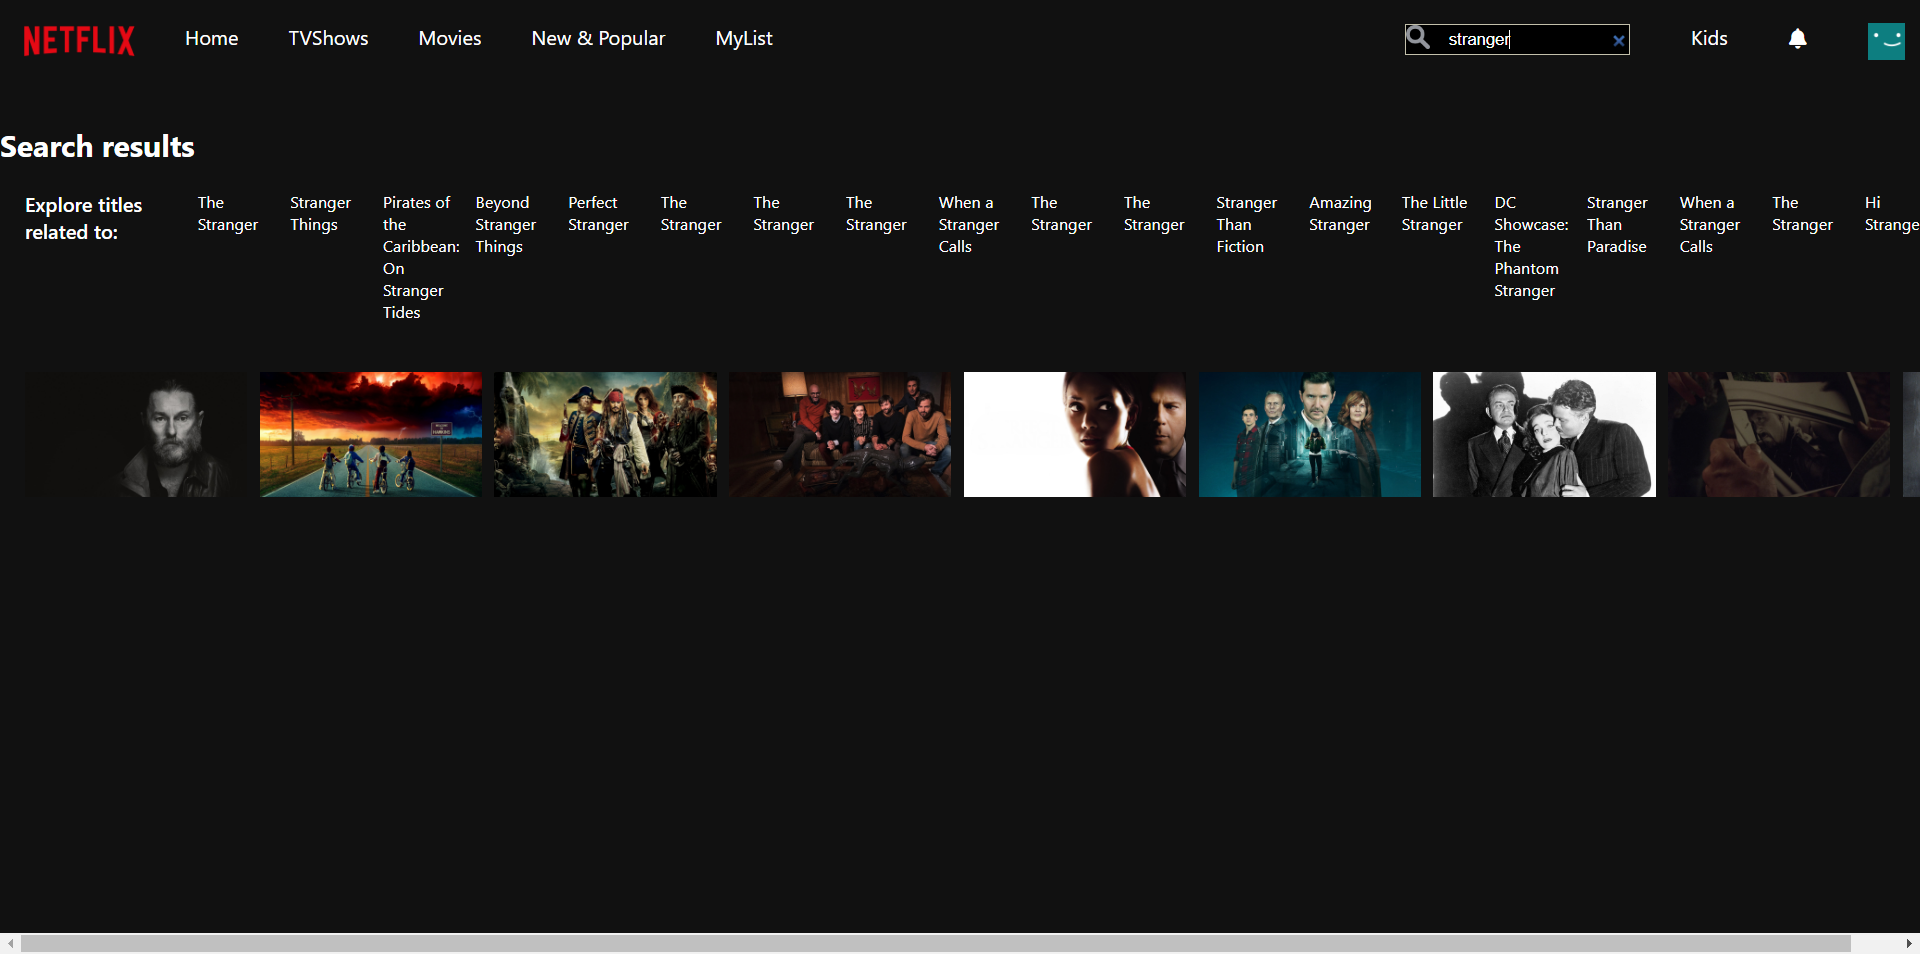 NETFLIX Home TVShows Movies New & Popular MyList stranger Kids
Search results
Explore titles
related to:
The
Stranger
Stranger
Things
Pirates of
the
Caribbean:
On
Stranger
Tides
Beyond
Stranger
Things
Perfect
Stranger
The
Stranger
The
Stranger
The
Stranger
When a
Stranger
Calls
The
Stranger
The
Stranger
Stranger
Than
Fiction
Amazing
Stranger
The Little
Stranger
DC
Showcase:
The
Phantom
Stranger
Stranger
Than
Paradise
When a
Stranger
Calls
The
Stranger
Hi
Strange